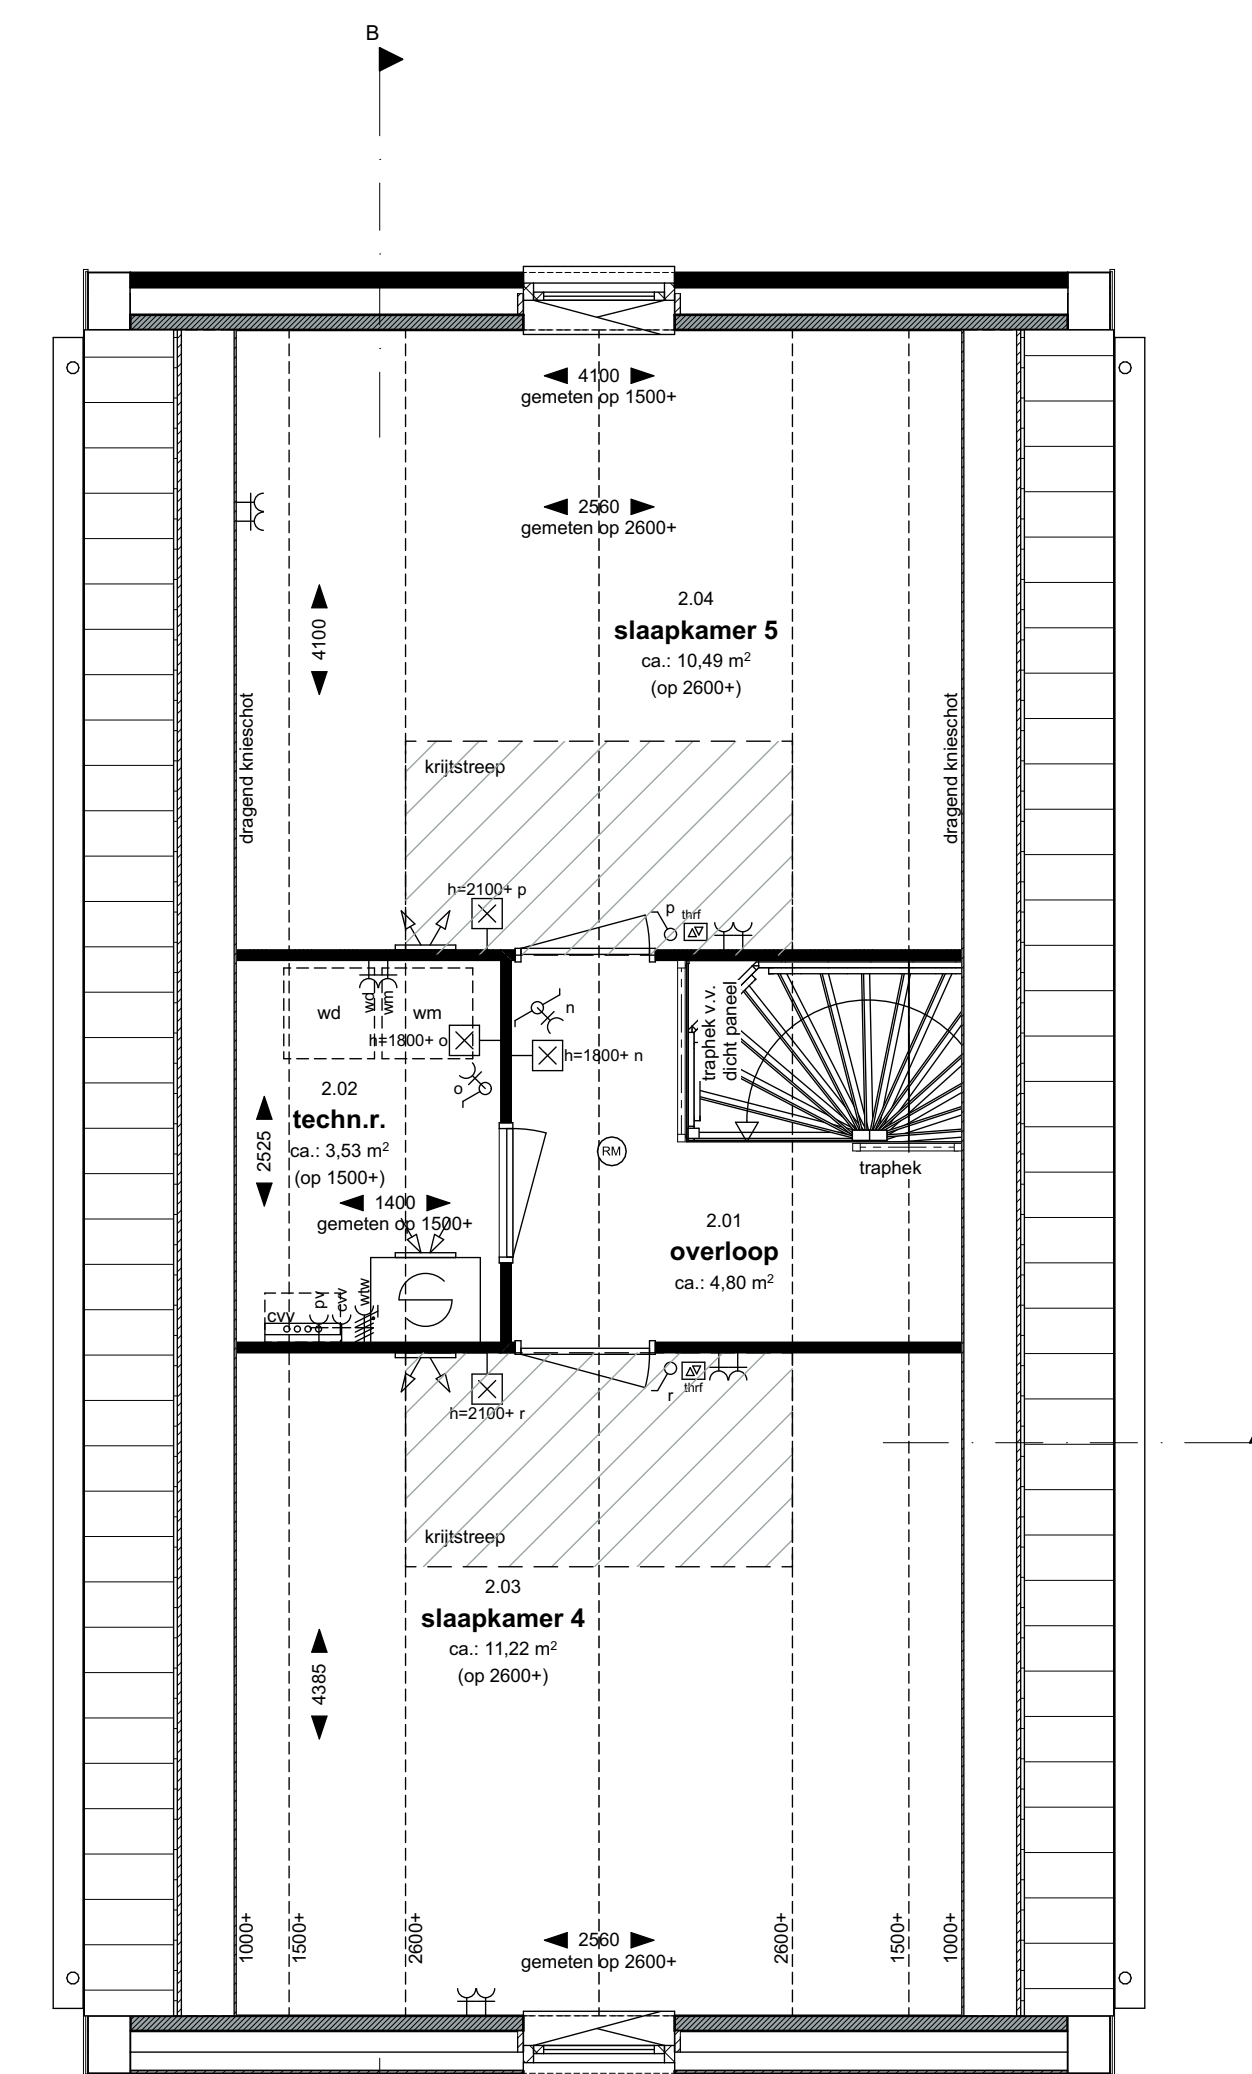 B
4100
gemeten op 1500+
2560
gemeten op 2600+
4100
2.04
slaapkamer 5
ca.: 10,49 m²
(op 2600+)
dragend knieschot
dragend knieschot
krijtstreep
h=2100+ p
p
thrf
wd
wd
wm
wm
h=1800+ o
n
h=1800+ n
o
traphek v.v.
dicht paneel
2.02
techn.r.
ca.: 3,53 m²
(op 1500+)
2525
1400
gemeten op 1500+
RM
traphek
2.01
overloop
ca.: 4,80 m²
cvv
pv
cvv
wtw
h=2100+ r
r
thrf
krijtstreep
2.03
slaapkamer 4
ca.: 11,22 m²
(op 2600+)
4385
1000+
1500+
2600+
2560
gemeten op 2600+
2600+
1500+
1000+